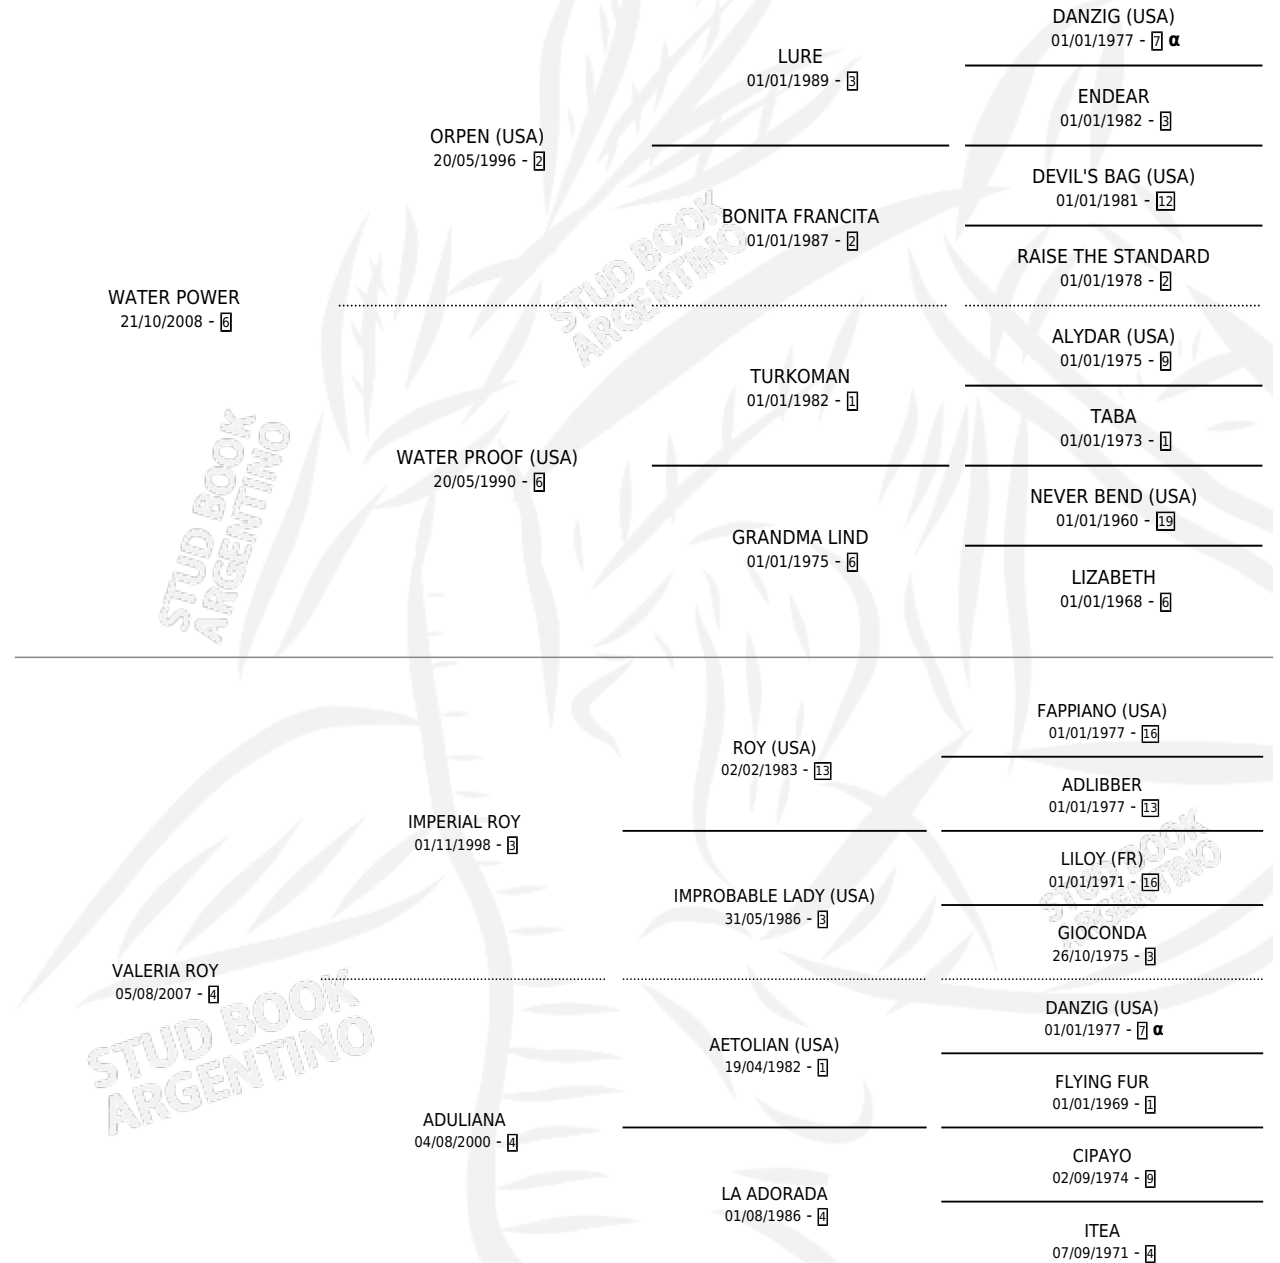 DANZIG (USA)
01/01/1977 - 7 α
LURE
01/01/1989 - 3
ENDEAR
01/01/1982 - 3
ORPEN (USA)
20/05/1996 - 2
DEVIL'S BAG (USA)
01/01/1981 - 12
BONITA FRANCITA
01/01/1987 - 2
RAISE THE STANDARD
01/01/1978 - 2
STUD BOOK
ARGENTINO
WATER POWER
21/10/2008 - 6
ALYDAR (USA)
01/01/1975 - 9
TURKOMAN
01/01/1982 - 1
TABA
01/01/1973 - 1
WATER PROOF (USA)
20/05/1990 - 6
NEVER BEND (USA)
01/01/1960 - 19
GRANDMA LIND
01/01/1975 - 6
LIZABETH
01/01/1968 - 6
STUD BOOK
ARGENTINO
FAPPIANO (USA)
01/01/1977 - 16
ROY (USA)
02/02/1983 - 13
ADLIBBER
01/01/1977 - 13
IMPERIAL ROY
01/11/1998 - 3
LILOY (FR)
01/01/1971 - 16
IMPROBABLE LADY (USA)
31/05/1986 - 3
GIOCONDA
26/10/1975 - 3
STUD BOOK
ARGENTINO
VALERIA ROY
05/08/2007 - 4
DANZIG (USA)
01/01/1977 - 7 α
AETOLIAN (USA)
19/04/1982 - 1
FLYING FUR
01/01/1969 - 1
ADULIANA
04/08/2000 - 4
CIPAYO
02/09/1974 - 9
LA ADORADA
01/08/1986 - 4
ITEA
07/09/1971 - 4
STUD BOOK
ARGENTINO